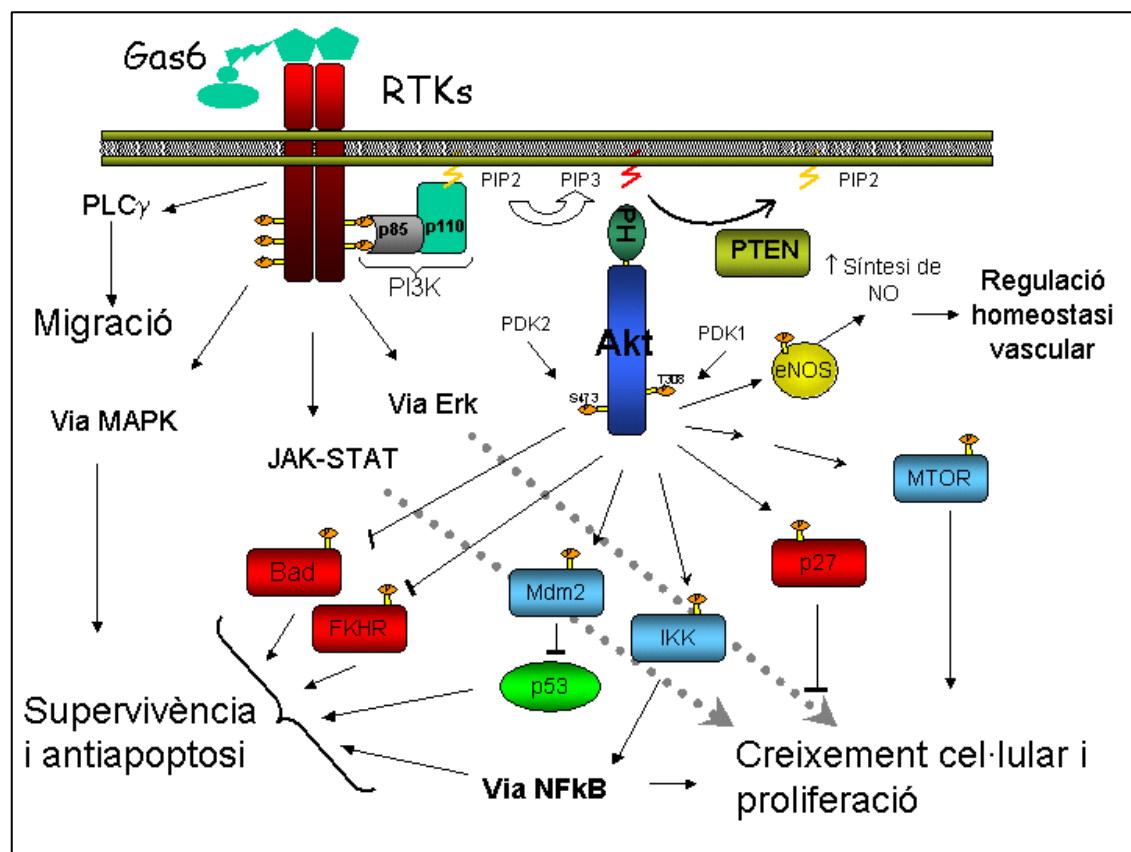 Gas6
RTKs
PLCγ
PIP2
PIP3
PIP2
P
P
P
P
P
p85
p110
PI3K
PH
PTEN
↑ Síntesi de
NO
Regulació
homeostasi
vascular
Migració
PDK2
Akt
PDK1
P
eNOS
T308
P
S473
P
Via MAPK
Via Erk
JAK-STAT
P
MTOR
P
Bad
P
FKHR
P
Mdm2
P
IKK
P
p27
p53
Supervivència
i antiapoptosi
Via NFkB
Creixement cel·lular i
proliferació